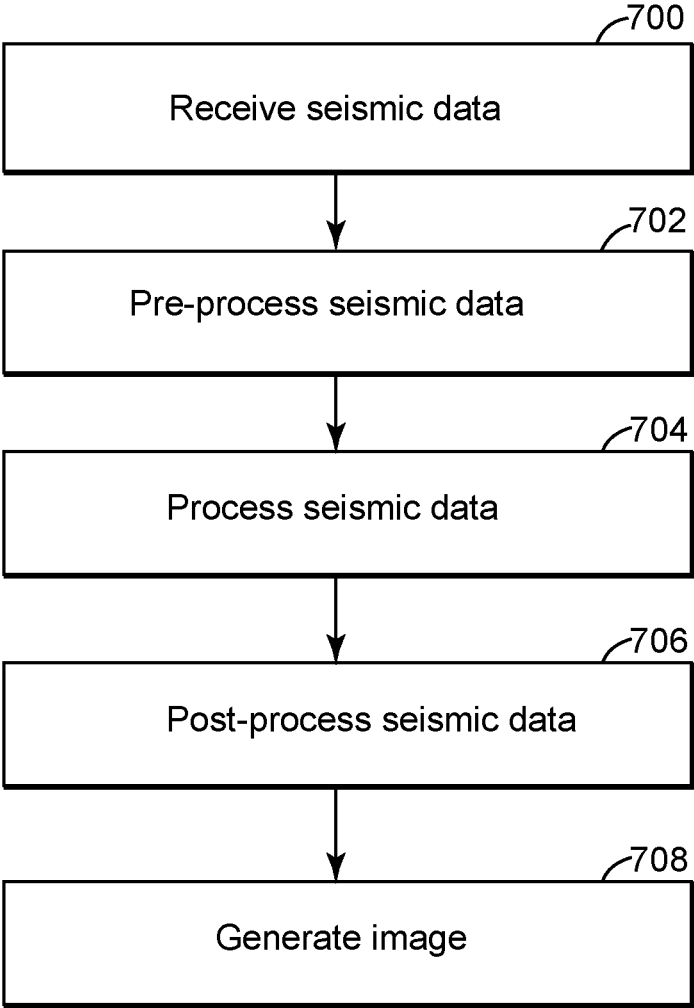 700
Receive seismic data
702
Pre-process seismic data
704
Process seismic data
706
Post-process seismic data
708
Generate image